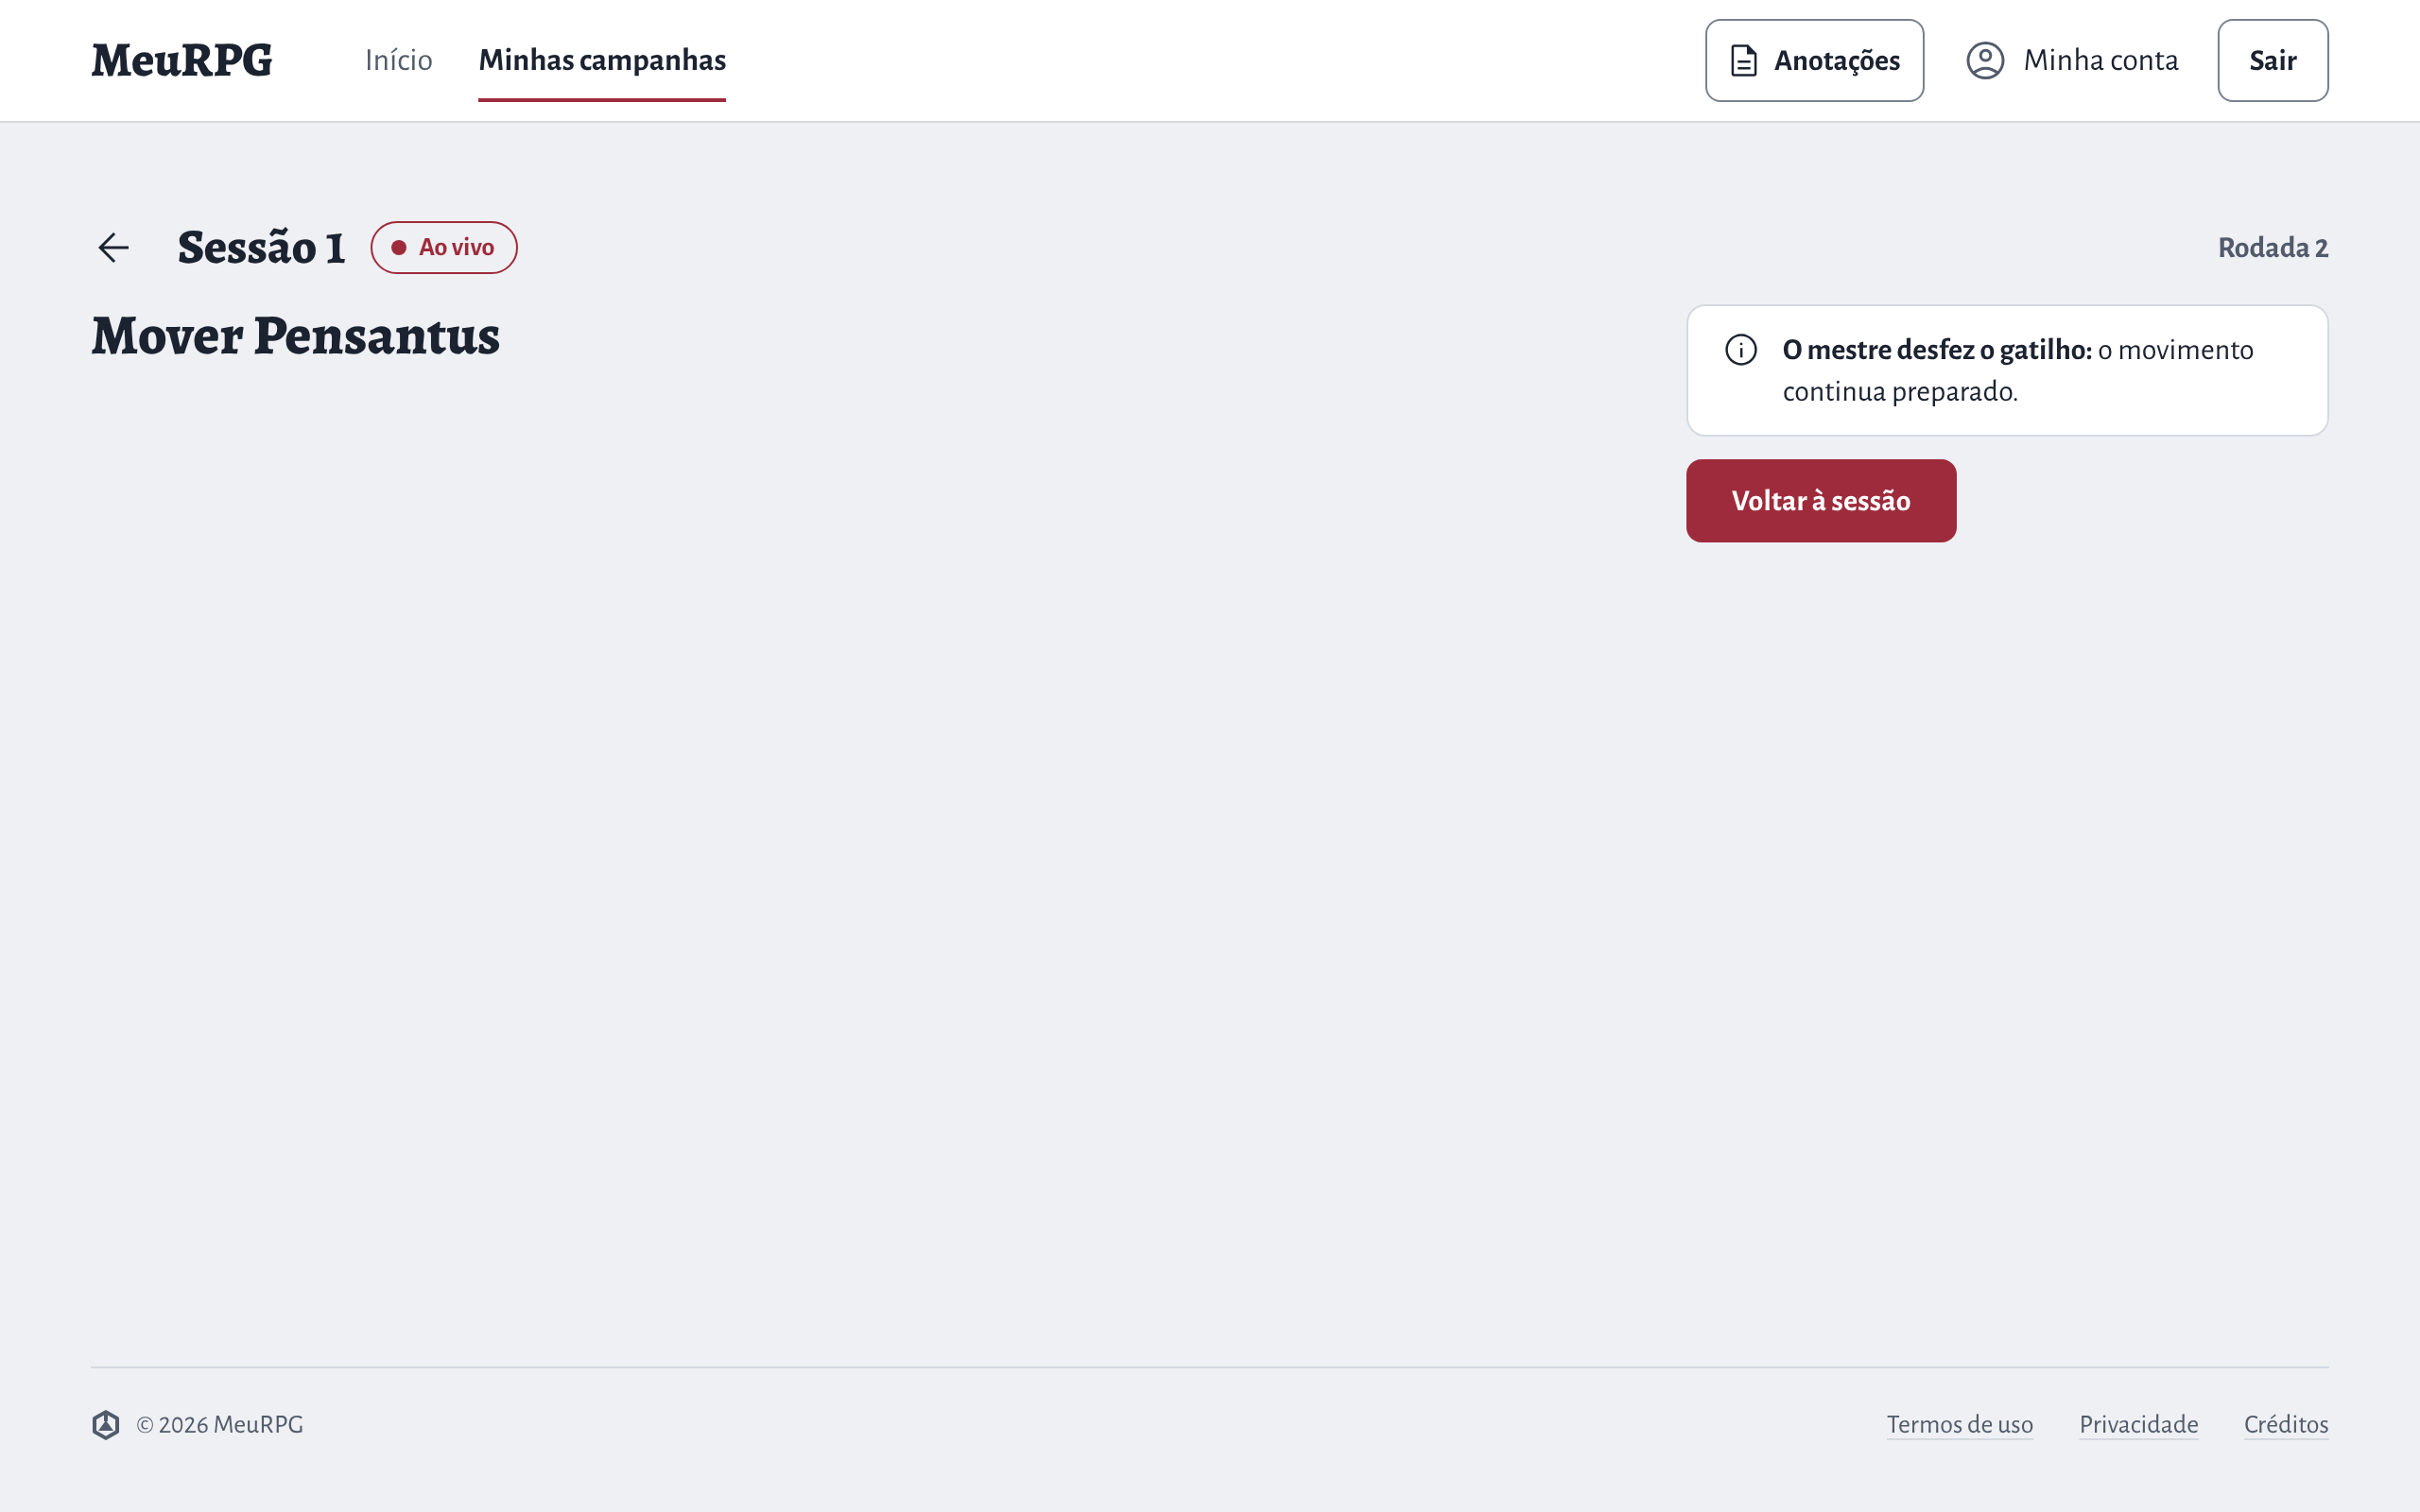 MeuRPG
Início
Minhas campanhas
Anotações
Minha conta
Sair
Sessão 1
Ao vivo
Rodada 2
Mover Pensantus
O mestre desfez o gatilho: o movimento
continua preparado.
Voltar à sessão
© 2026 MeuRPG
Termos de uso
Privacidade
Créditos